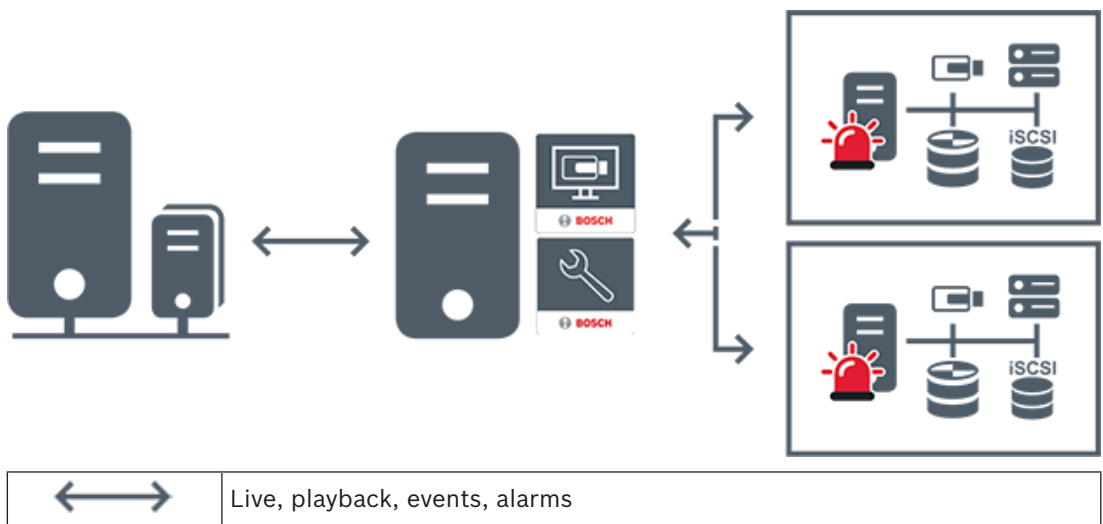 iSCSI
BOSCH
BOSCH
iSCSI
Live, playback, events, alarms